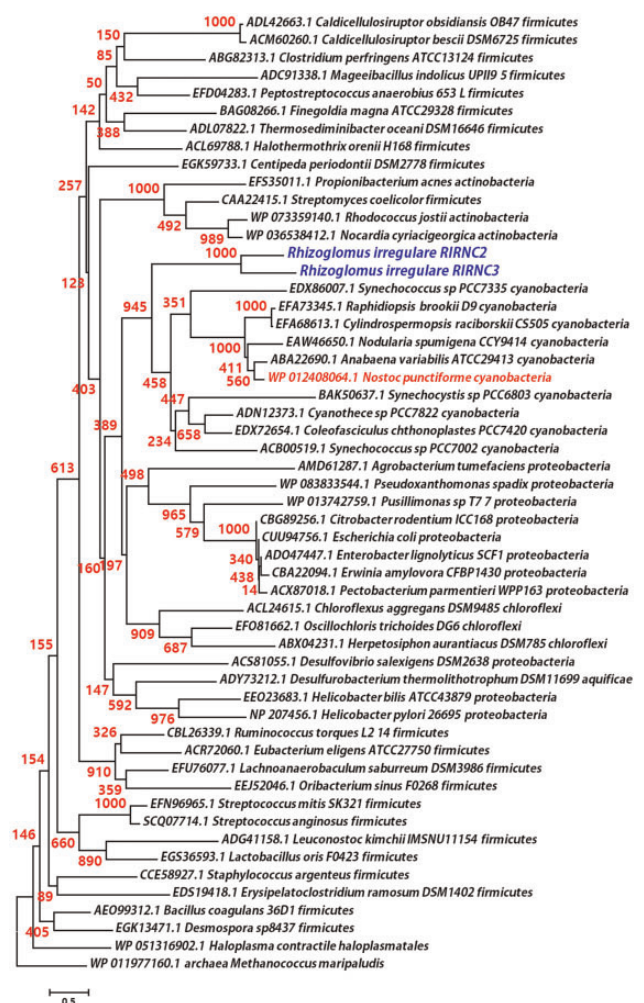 1000 ADL42663.1 Caldicellulosiruptor obsidiansis OB47 firmicutes
150 ACM60260.1 Caldicellulosiruptor bescii DSM6725 firmicutes
85 ABG82313.1 Clostridium perfringens ATCC13124 firmicutes
50 ADC91338.1 Mageeibacillus indolicus UPII9 5 firmicutes
432 EFD04283.1 Peptostreptococcus anaerobius 653 L firmicutes
142 BAG08266.1 Finegoldia magna ATCC29328 firmicutes
388 ADL07822.1 Thermosediminibacter oceani DSM16646 firmicutes
ACL69788.1 Halothermothrix orenii H168 firmicutes
EGK59733.1 Centipeda periodontii DSM2778 firmicutes
257 1000 EFS35011.1 Propionibacterium acnes actinobacteria
CAA22415.1 Streptomyces coelicolor firmicutes
492 WP 073359140.1 Rhodococcus jostii actinobacteria
989 WP 036538412.1 Nocardia cyriacigeorgica actinobacteria
1000 Rhizoglomus irregulare RIRNC2
123 Rhizoglomus irregulare RIRNC3
945 351 EDX86007.1 Synechococcus sp PCC7335 cyanobacteria
1000 EFA73345.1 Raphidiopsis brookii D9 cyanobacteria
EFA68613.1 Cylindrospermopsis raciborskii CS505 cyanobacteria
1000 EAW46650.1 Nodularia spumigena CCY9414 cyanobacteria
411 ABA22690.1 Anabaena variabilis ATCC29413 cyanobacteria
403 458 560 WP 012408064.1 Nostoc punctiforme cyanobacteria
447 BAK50637.1 Synechocystis sp PCC6803 cyanobacteria
ADN12373.1 Cyanothece sp PCC7822 cyanobacteria
389 234 658 EDX72654.1 Coleofasciculus chthonoplastes PCC7420 cyanobacteria
ACB00519.1 Synechococcus sp PCC7002 cyanobacteria
613 498 AMD61287.1 Agrobacterium tumefaciens proteobacteria
WP 083833544.1 Pseudoxanthomonas spadix proteobacteria
965 WP 013742759.1 Pusillimonas sp T7 7 proteobacteria
579 1000 CBG89256.1 Citrobacter rodentium ICC168 proteobacteria
CUU94756.1 Escherichia coli proteobacteria
340 ADO47447.1 Enterobacter lignolyticus SCF1 proteobacteria
160 197 438 CBA22094.1 Erwinia amylovora CFBP1430 proteobacteria
14 ACX87018.1 Pectobacterium parmentieri WPP163 proteobacteria
ACL24615.1 Chloroflexus aggregans DSM9485 chloroflexi
909 EFO81662.1 Oscillochloris trichoides DG6 chloroflexi
155 687 ABX04231.1 Herpetosiphon aurantiacus DSM785 chloroflexi
ACS81055.1 Desulfovibrio salexigens DSM2638 proteobacteria
147 ADY73212.1 Desulfurobacterium thermolithotrophum DSM11699 aquificae
592 EEO23683.1 Helicobacter bilis ATCC43879 proteobacteria
976 NP 207456.1 Helicobacter pylori 26695 proteobacteria
326 CBL26339.1 Ruminococcus torques L2 14 firmicutes
154 ACR72060.1 Eubacterium eligens ATCC27750 firmicutes
910 EFU76077.1 Lachnoanaerobaculum saburreum DSM3986 firmicutes
359 EEJ52046.1 Oribacterium sinus F0268 firmicutes
1000 EFN96965.1 Streptococcus mitis SK321 firmicutes
SCQ07714.1 Streptococcus anginosus firmicutes
146 660 ADG41158.1 Leuconostoc kimchii IMSNU11154 firmicutes
890 EGS36593.1 Lactobacillus oris F0423 firmicutes
CCE58927.1 Staphylococcus argenteus firmicutes
89 EDS19418.1 Erysipelatoclostridium ramosum DSM1402 firmicutes
AEO99312.1 Bacillus coagulans 36D1 firmicutes
405 EGK13471.1 Desmospora sp8437 firmicutes
WP 051316902.1 Haloplasma contractile haloplasmatales
WP 011977160.1 archaea Methanococcus maripaludis
0.5